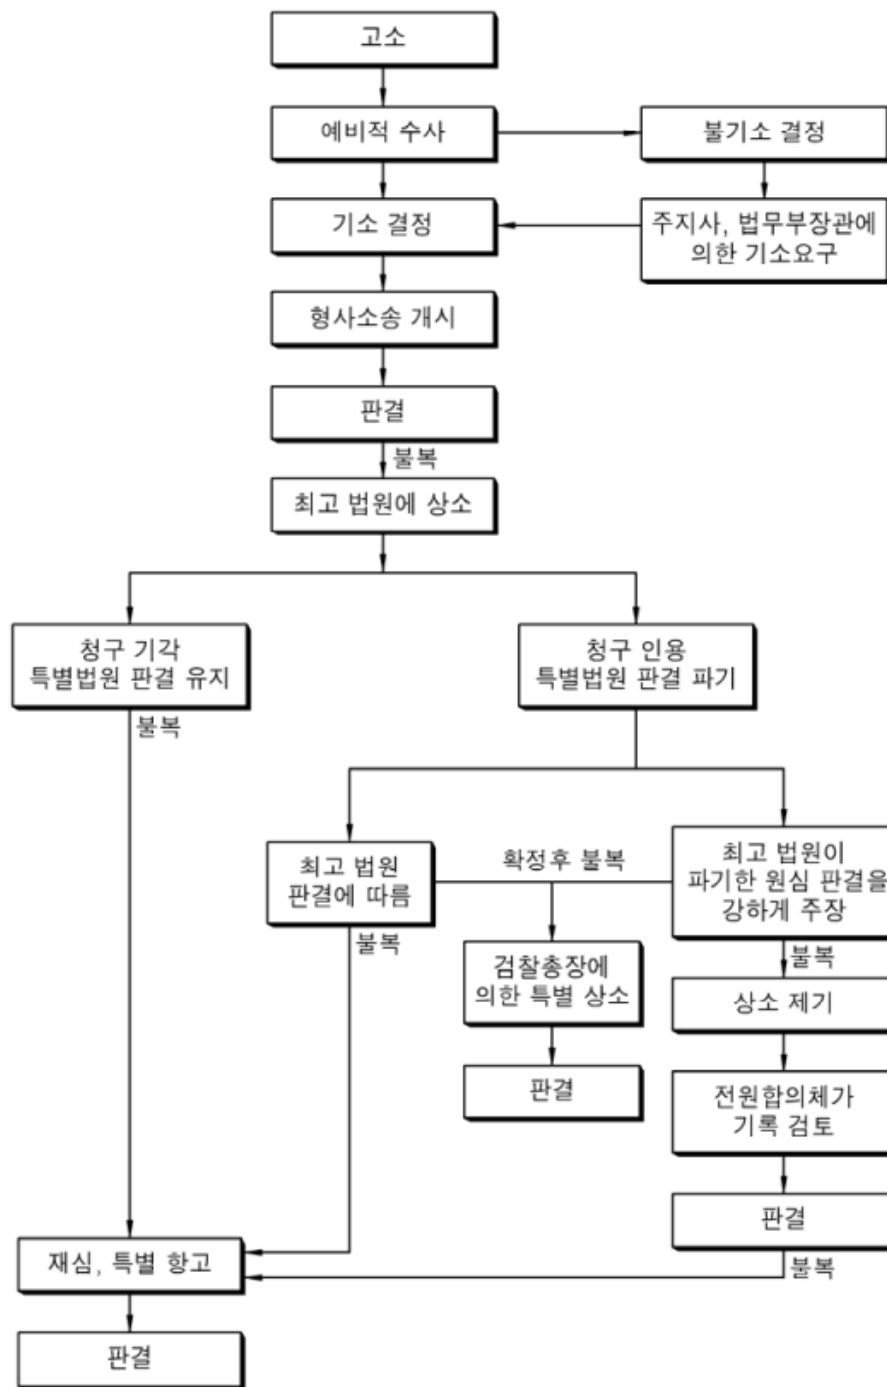 고소
예비적 수사
불기소 결정
기소 결정
주지사, 법무부장관에
의한 기소요구
형사소송 개시
판결
불복
최고 법원에 상소
청구 기각
특별법원 판결 유지
청구 인용
특별법원 판결 파기
불복
최고 법원
판결에 따름
확정후 불복
최고 법원이
파기한 원심 판결을
강하게 주장
불복
불복
검찰총장에
의한 특별 상소
상소 제기
판결
전원합의체가
기록 검토
판결
재심, 특별 항고
불복
판결